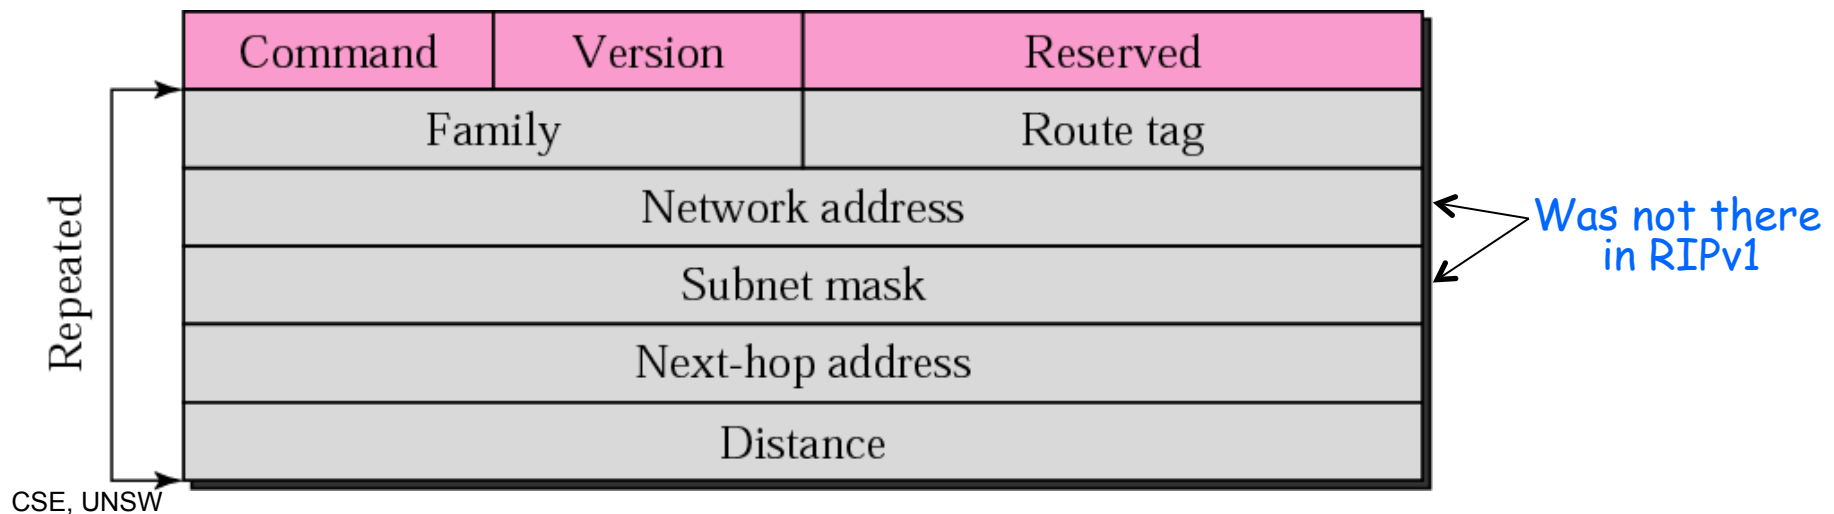 Command Version Reserved
Family Route tag
Network address
Subnet mask
Next-hop address
Distance
Repeated
Was not there
in RIPv1
CSE, UNSW